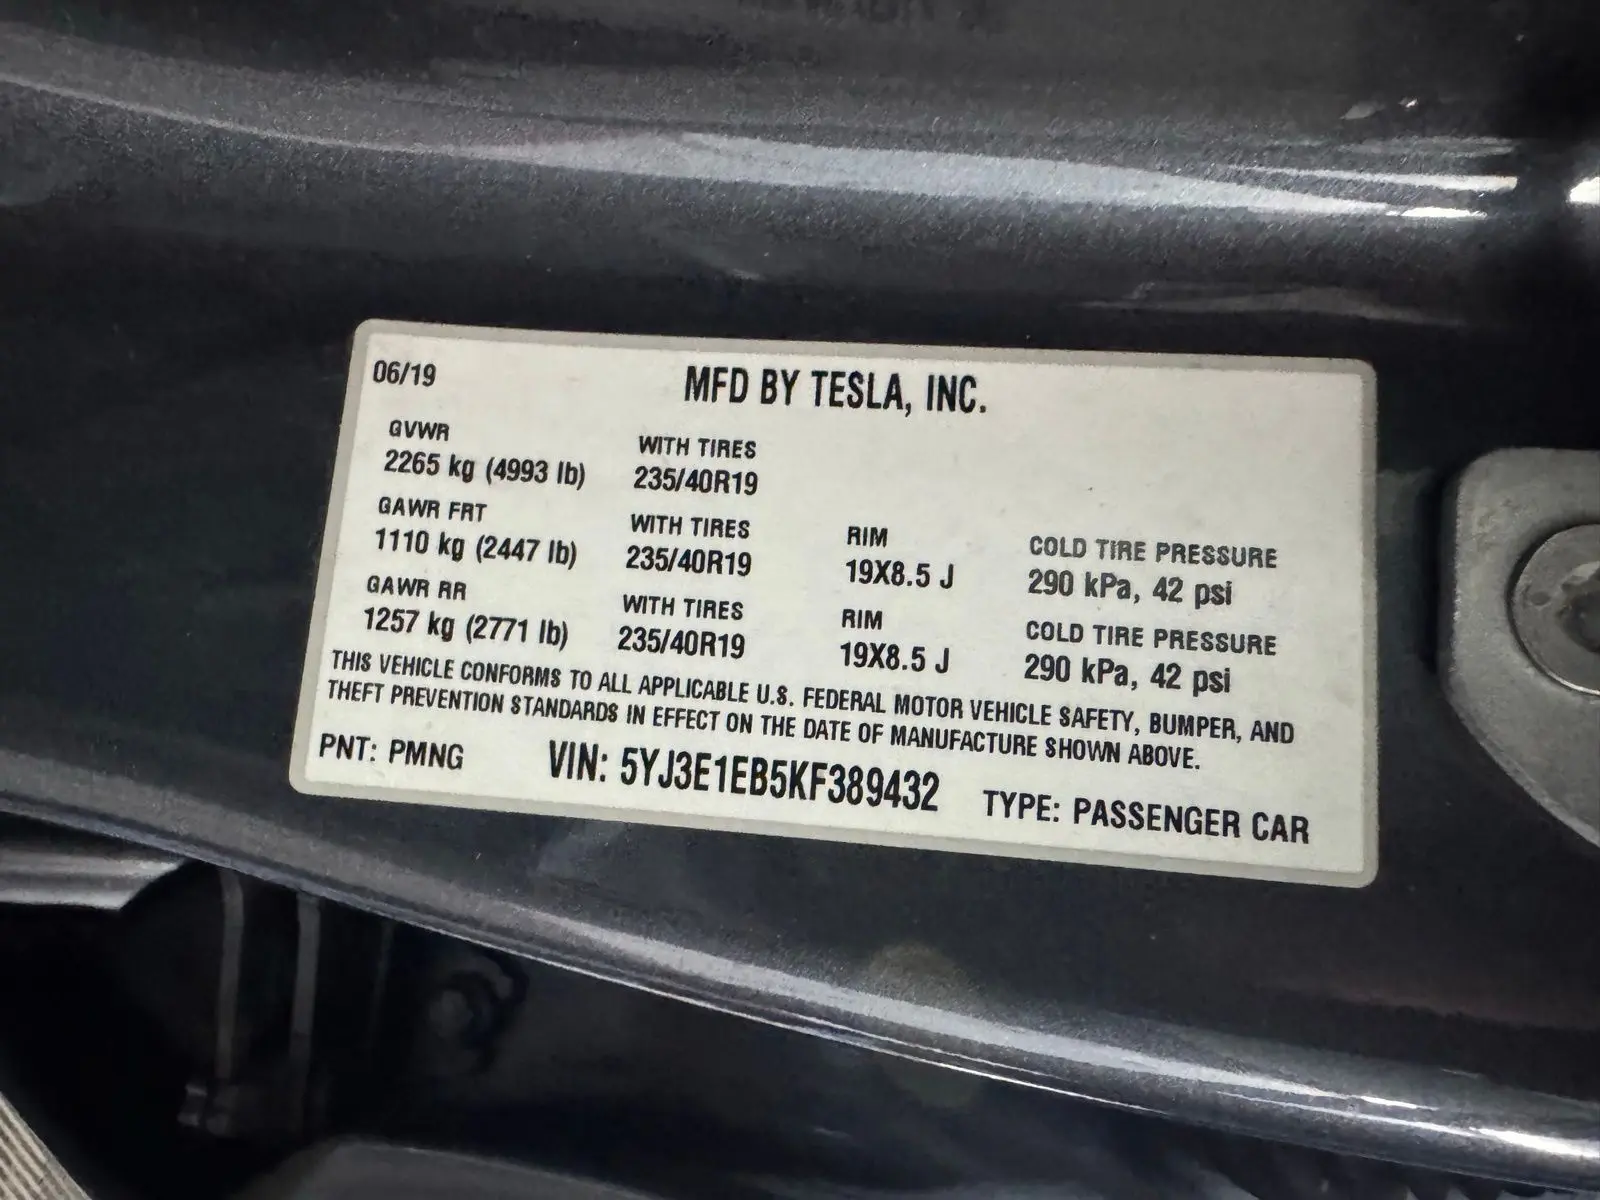 06/19 MFD BY TESLA, INC.
GVWR WITH TIRES
2265 kg (4993 lb) 235/40R19
GAWR FRT WITH TIRES RIM COLD TIRE PRESSURE
1110 kg (2447 lb) 235/40R19 19X8.5 J 290 kPa, 42 psi
GAWR RR WITH TIRES RIM COLD TIRE PRESSURE
1257 kg (2771 lb) 235/40R19 19X8.5 J 290 kPa, 42 psi
THIS VEHICLE CONFORMS TO ALL APPLICABLE U.S. FEDERAL MOTOR VEHICLE SAFETY, BUMPER, AND
THEFT PREVENTION STANDARDS IN EFFECT ON THE DATE OF MANUFACTURE SHOWN ABOVE.
PNT: PMNG VIN: 5YJ3E1EB5KF389432 TYPE: PASSENGER CAR